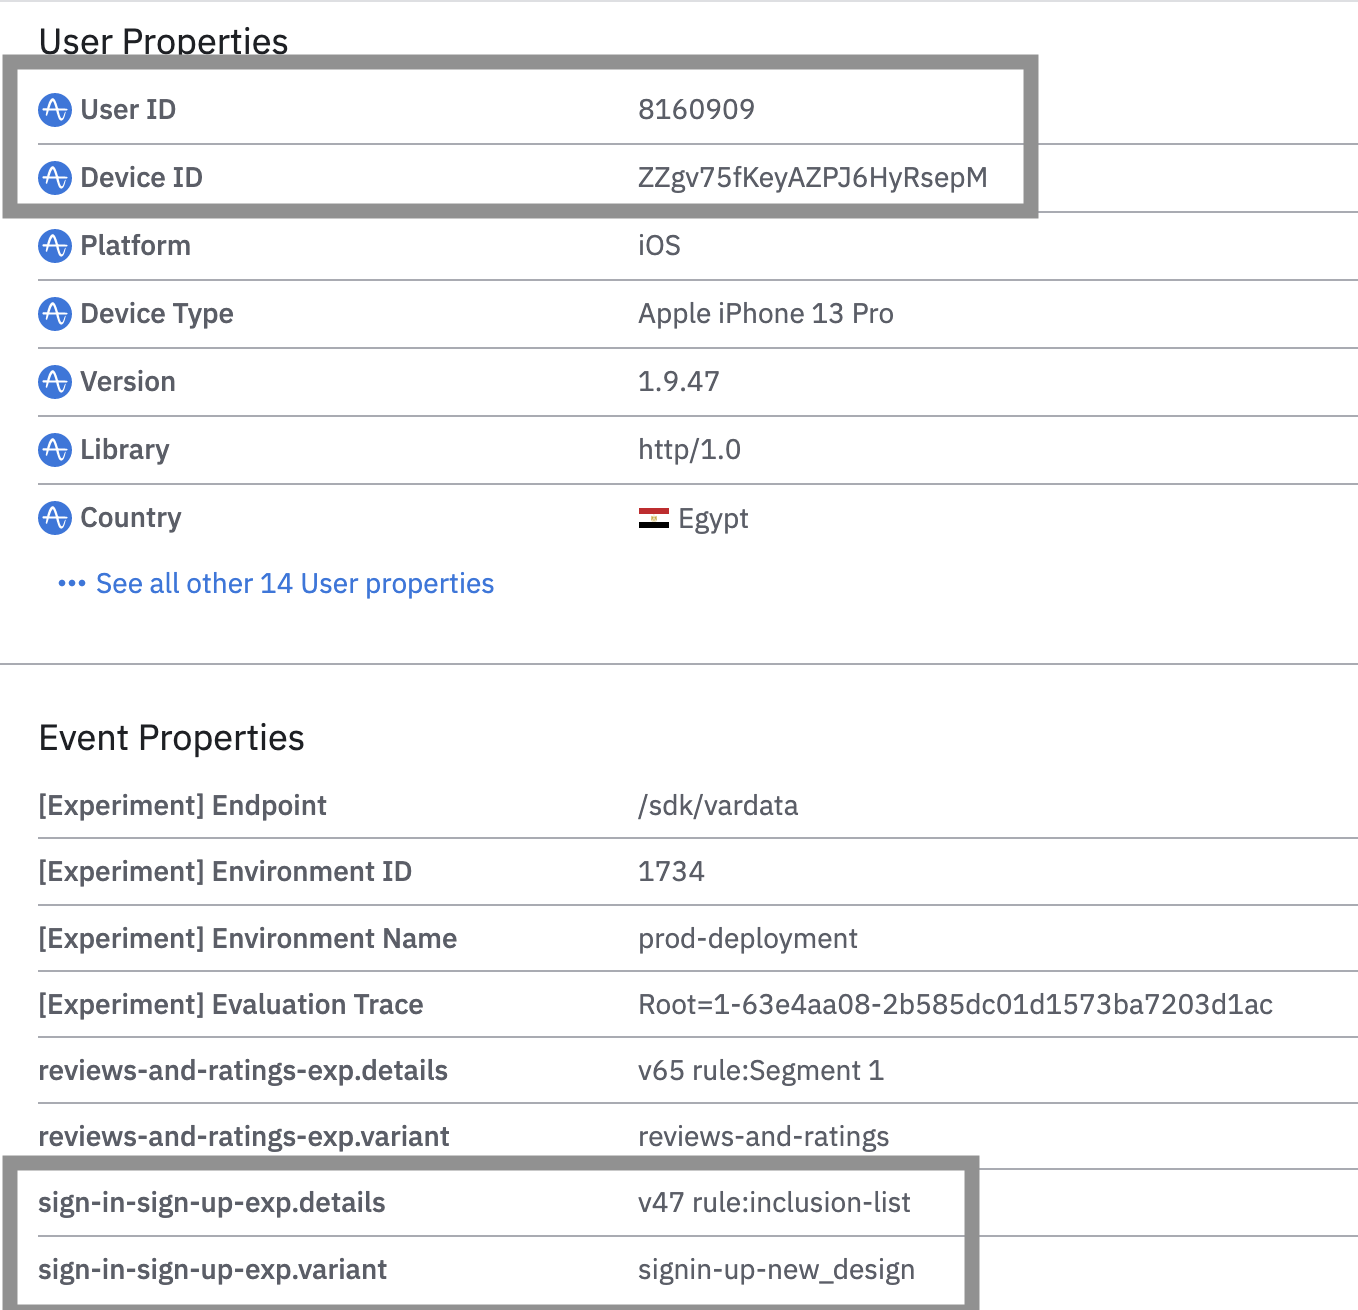 User Properties
User ID 8160909
Device ID ZZgv75fKeyAZPJ6HyRsepM
Platform iOS
Device Type Apple iPhone 13 Pro
Version 1.9.47
Library http/1.0
Country Egypt
••• See all other 14 User properties
Event Properties
[Experiment] Endpoint /sdk/vardata
[Experiment] Environment ID 1734
[Experiment] Environment Name prod-deployment
[Experiment] Evaluation Trace Root=1-63e4aa08-2b585dc01d1573ba7203d1ac
reviews-and-ratings-exp.details v65 rule:Segment 1
reviews-and-ratings-exp.variant reviews-and-ratings
sign-in-sign-up-exp.details v47 rule:inclusion-list
sign-in-sign-up-exp.variant signin-up-new_design